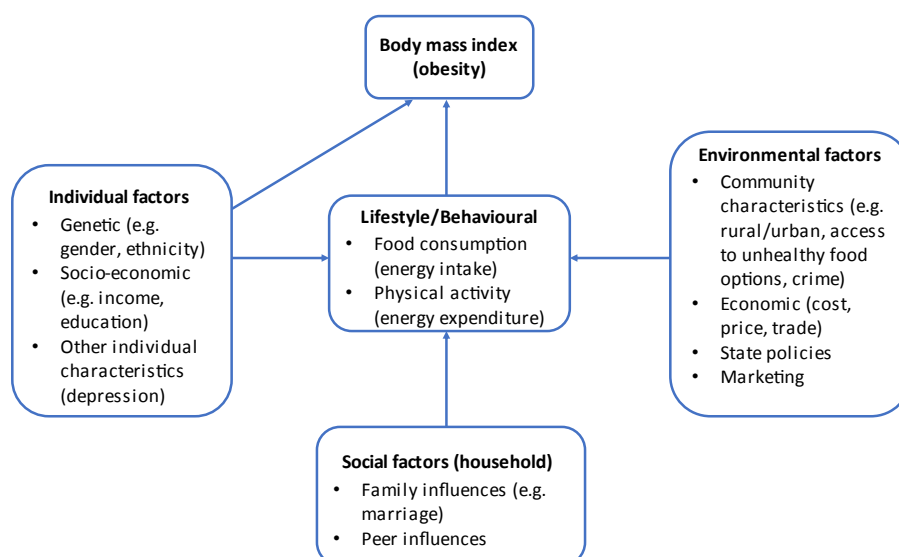 Body mass index
(obesity)
Individual factors
• Genetic (e.g.
gender, ethnicity)
• Socio-economic
(e.g. income,
education)
• Other individual
characteristics
(depression)
Lifestyle/Behavioural
• Food consumption
(energy intake)
• Physical activity
(energy expenditure)
Environmental factors
• Community
characteristics (e.g.
rural/urban, access
to unhealthy food
options, crime)
• Economic (cost,
price, trade)
• State policies
• Marketing
Social factors (household)
• Family influences (e.g.
marriage)
• Peer influences